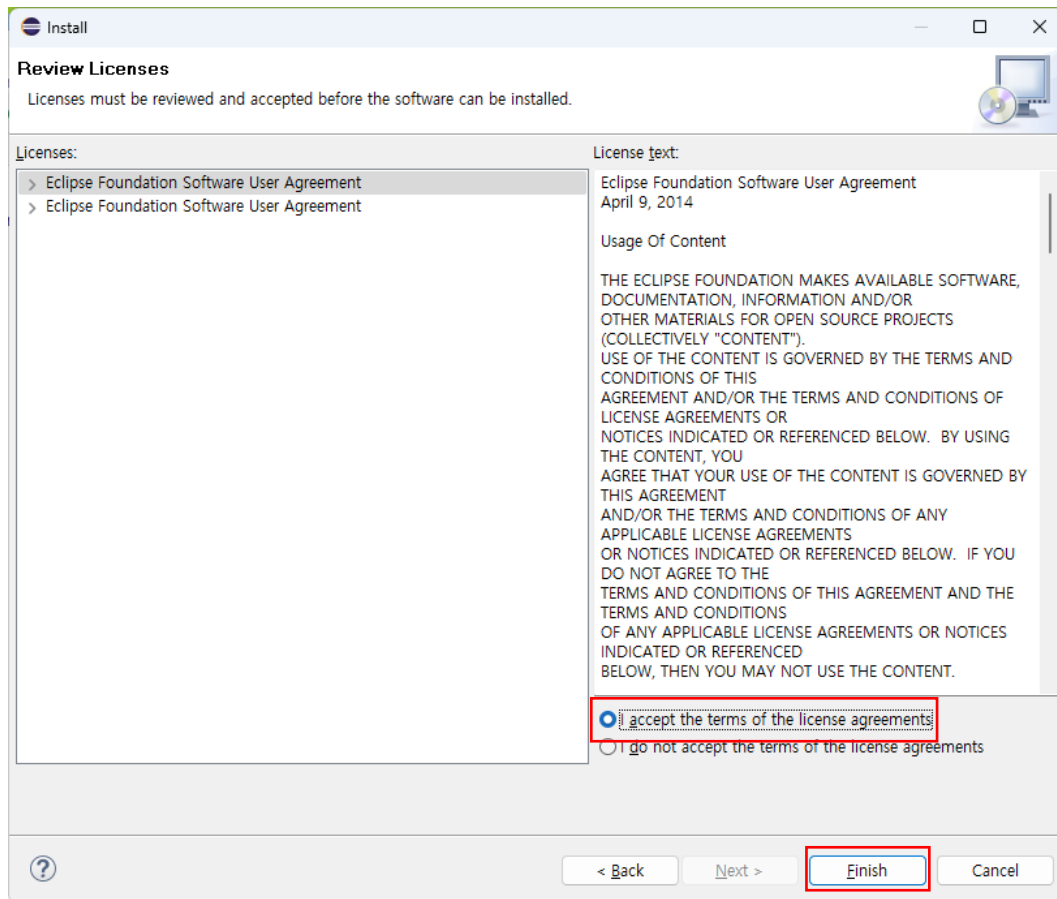 Install
Review Licenses
Licenses must be reviewed and accepted before the software can be installed.
Licenses:
Eclipse Foundation Software User Agreement
Eclipse Foundation Software User Agreement
License text:
Eclipse Foundation Software User Agreement
April 9, 2014
Usage Of Content
THE ECLIPSE FOUNDATION MAKES AVAILABLE SOFTWARE,
DOCUMENTATION, INFORMATION AND/OR
OTHER MATERIALS FOR OPEN SOURCE PROJECTS
(COLLECTIVELY "CONTENT").
USE OF THE CONTENT IS GOVERNED BY THE TERMS AND
CONDITIONS OF THIS
AGREEMENT AND/OR THE TERMS AND CONDITIONS OF
LICENSE AGREEMENTS OR
NOTICES INDICATED OR REFERENCED BELOW.  BY USING
THE CONTENT, YOU
AGREE THAT YOUR USE OF THE CONTENT IS GOVERNED BY
THIS AGREEMENT
AND/OR THE TERMS AND CONDITIONS OF ANY
APPLICABLE LICENSE AGREEMENTS
OR NOTICES INDICATED OR REFERENCED BELOW.  IF YOU
DO NOT AGREE TO THE
TERMS AND CONDITIONS OF THIS AGREEMENT AND THE
TERMS AND CONDITIONS
OF ANY APPLICABLE LICENSE AGREEMENTS OR NOTICES
INDICATED OR REFERENCED
BELOW, THEN YOU MAY NOT USE THE CONTENT.
I accept the terms of the license agreements
I do not accept the terms of the license agreements
?
< Back
Next >
Finish
Cancel